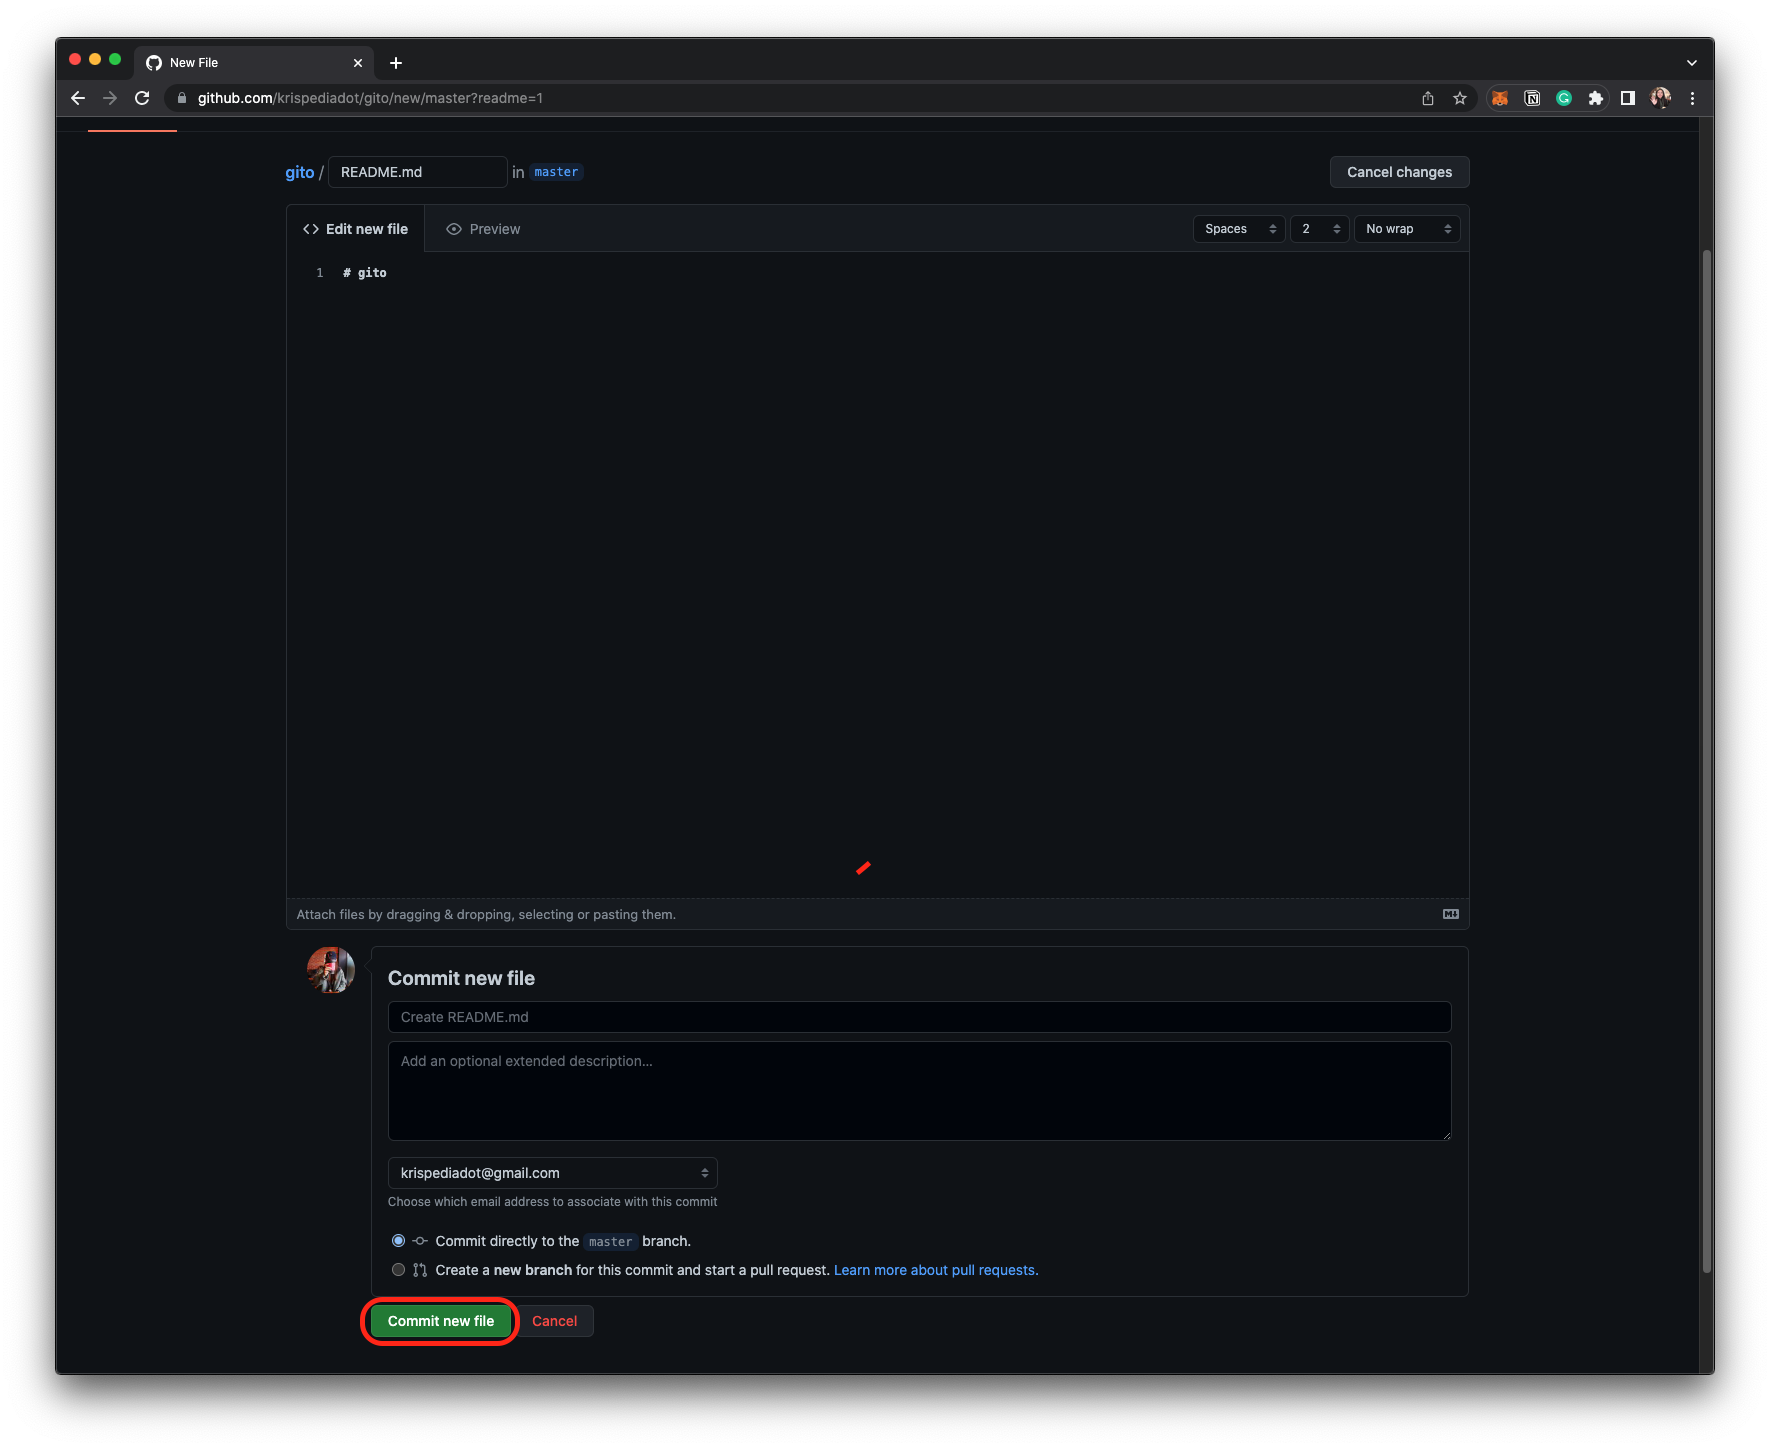 New File
github.com/krispediadot/gito/new/master?readme=1
gito / README.md in master
Cancel changes
Edit new file
Preview
Spaces
2
No wrap
1 # gito
Attach files by dragging & dropping, selecting or pasting them.
Commit new file
Create README.md
Add an optional extended description...
krispediadot@gmail.com
Choose which email address to associate with this commit
Commit directly to the master branch.
Create a new branch for this commit and start a pull request. Learn more about pull requests.
Commit new file
Cancel